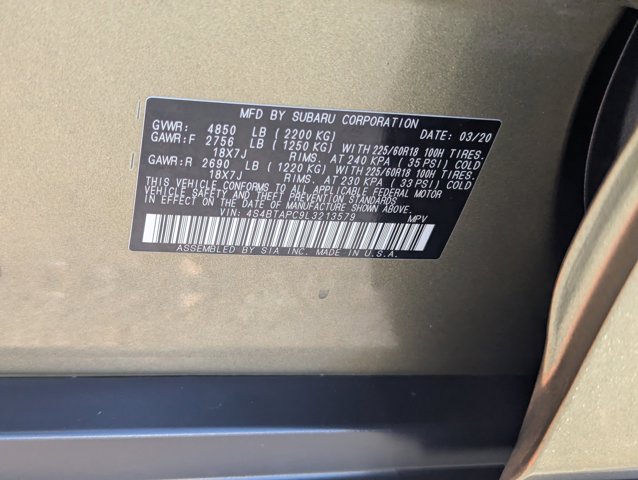 MFD BY SUBARU CORPORATION
GVWR: 4850 LB (2200 KG) DATE: 03/20
GAWR:F 2756 LB (1250 KG) WITH 225/60R18 100H TIRES.
18X7J RIMS. AT 240 KPA (35 PSI) COLD
GAWR:R 2690 LB (1220 KG) WITH 225/60R18 100H TIRES.
18X7J RIMS. AT 230 KPA (33 PSI) COLD
THIS VEHICLE CONFORMS TO ALL APPLICABLE FEDERAL MOTOR
VEHICLE SAFETY AND THEFT PREVENTION STANDARDS
IN EFFECT ON THE DATE OF MANUFACTURE SHOWN ABOVE.
VIN: 4S4BTAPC9L3213579 MPV
ASSEMBLED BY SIA INC. MADE IN U.S.A.